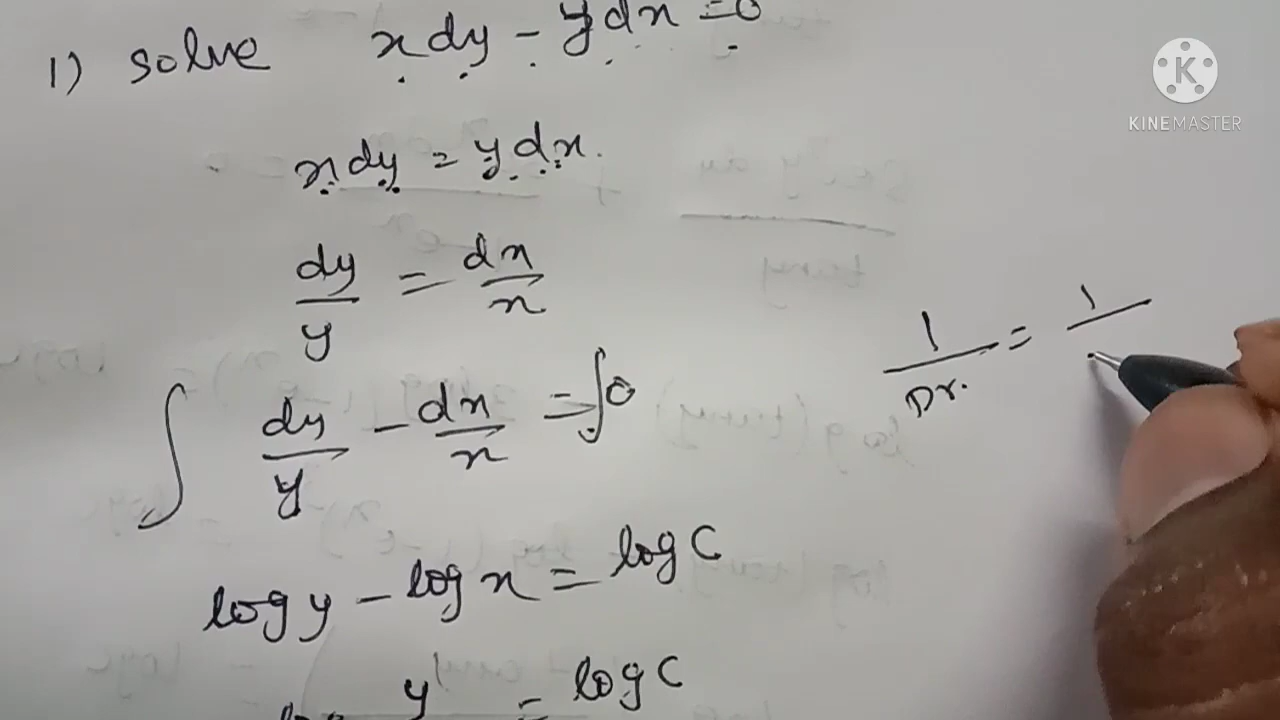 1) solve x dy - y dx = 0
x dy = y dx.
dy/y = dx/x
∫ dy/y - dx/x = ∫0
log y - log x = log C
y = log C
1/Dr. = 1
K
KINEMASTER